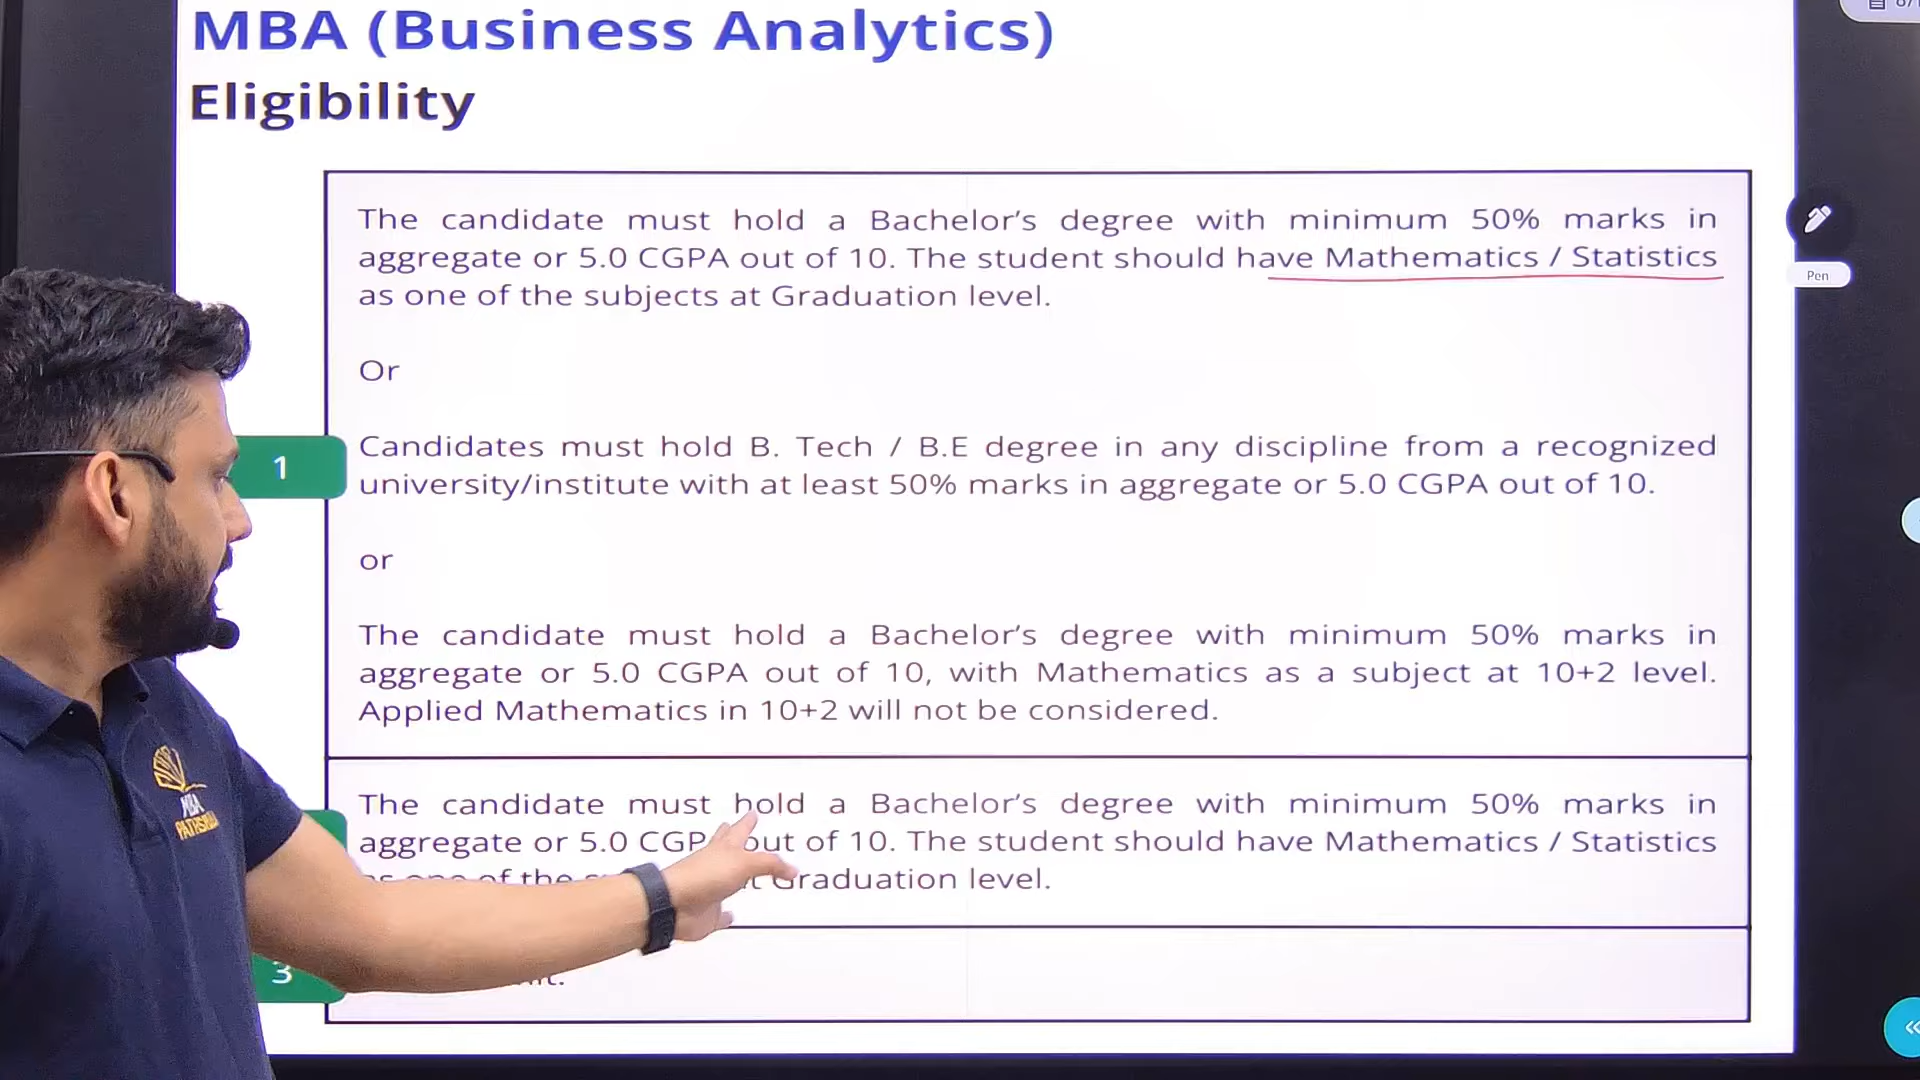 MBA (Business Analytics)
Eligibility
The candidate must hold a Bachelor's degree with minimum 50% marks in
aggregate or 5.0 CGPA out of 10. The student should have Mathematics / Statistics
as one of the subjects at Graduation level.
Or
1
Candidates must hold B. Tech / B.E degree in any discipline from a recognized
university/institute with at least 50% marks in aggregate or 5.0 CGPA out of 10.
or
The candidate must hold a Bachelor's degree with minimum 50% marks in
aggregate or 5.0 CGPA out of 10, with Mathematics as a subject at 10+2 level.
Applied Mathematics in 10+2 will not be considered.
The candidate must hold a Bachelor's degree with minimum 50% marks in
aggregate or 5.0 CGP out of 10. The student should have Mathematics / Statistics
as one of the Graduation level.
3
Pen
MBA